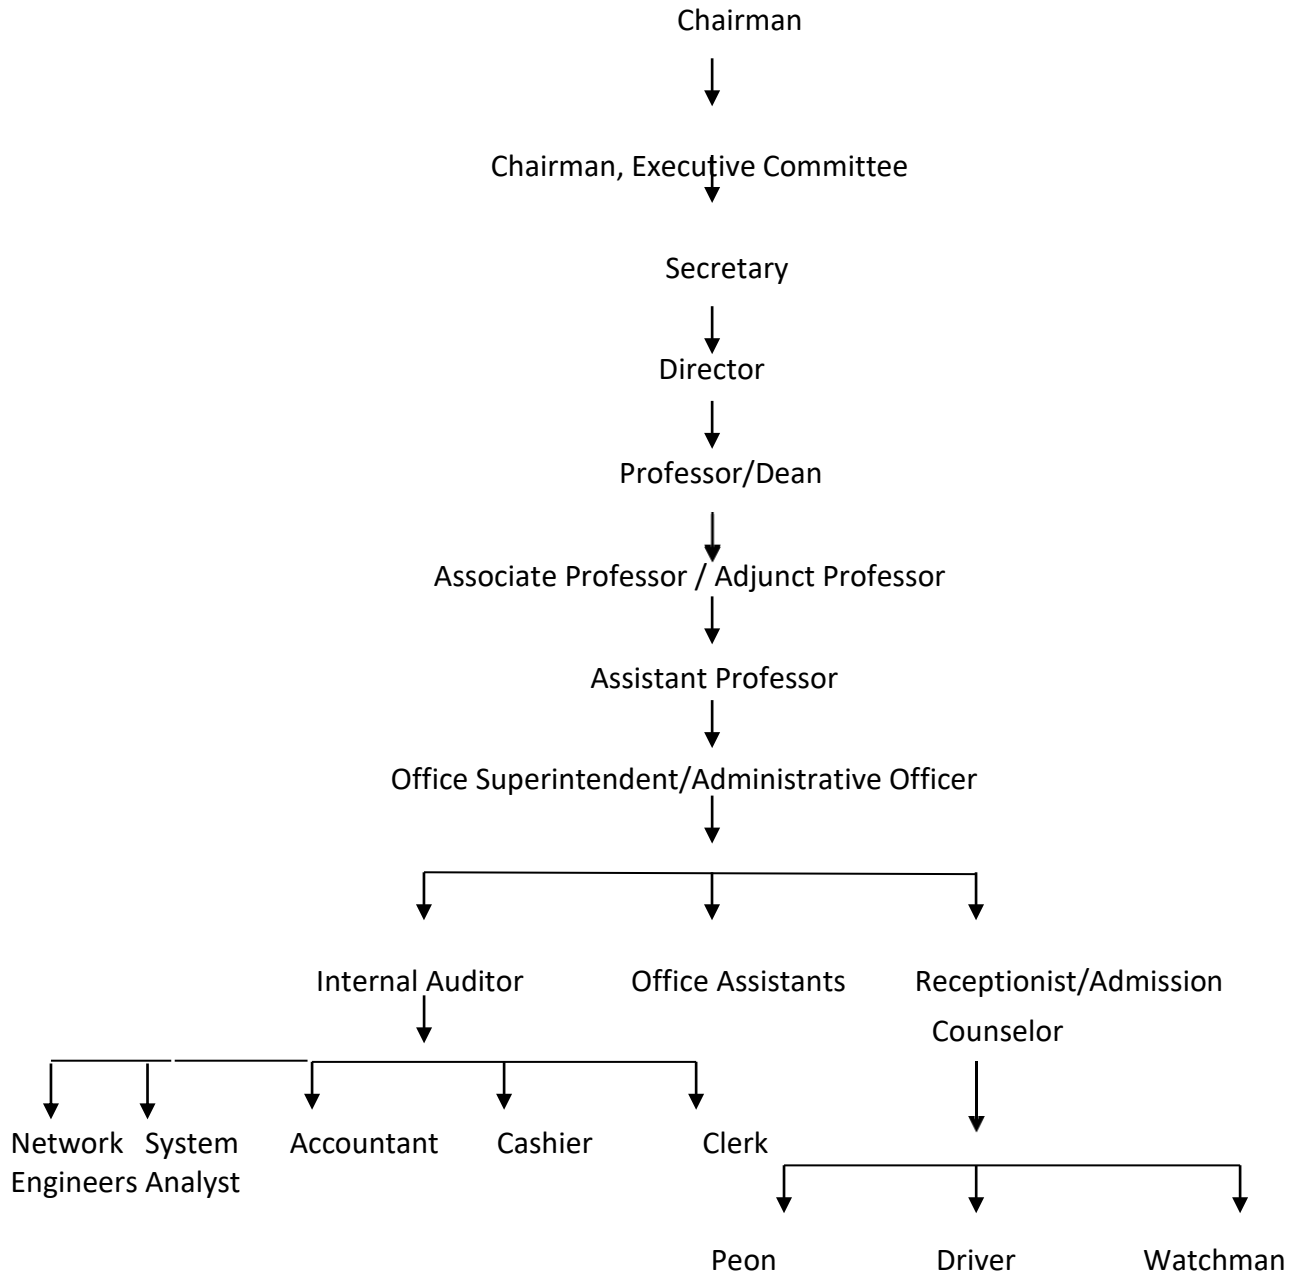 Chairman
Chairman, Executive Committee
Secretary
Director
Professor/Dean
Associate Professor / Adjunct Professor
Assistant Professor
Office Superintendent/Administrative Officer
Internal Auditor
Office Assistants
Receptionist/Admission
Counselor
Network
Engineers
System
Analyst
Accountant
Cashier
Clerk
Peon
Driver
Watchman